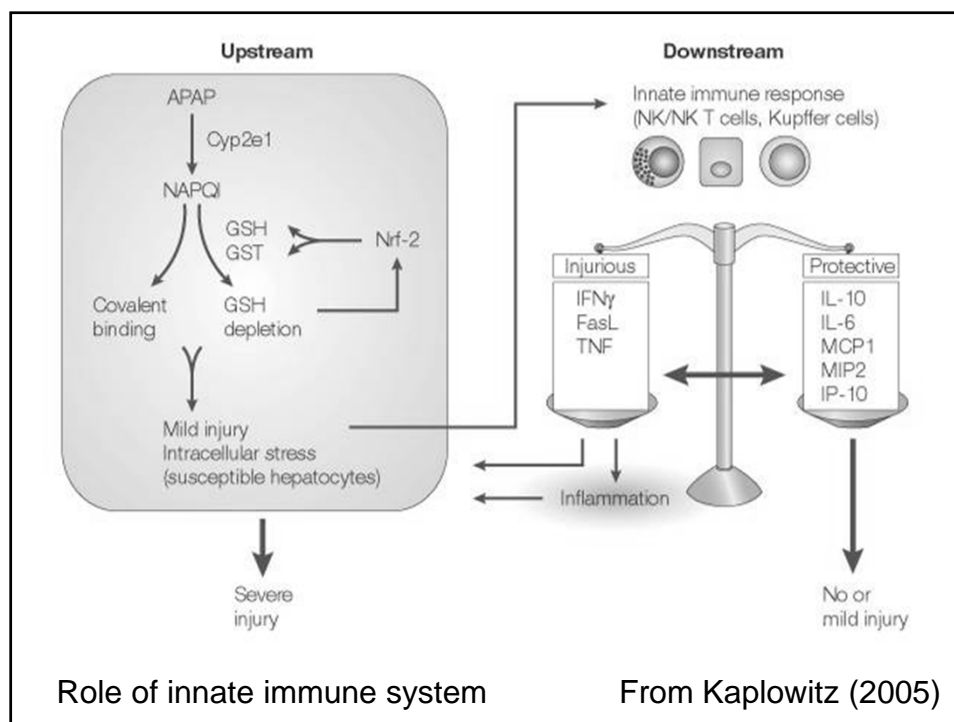 Upstream
APAP
Cyp2e1
NAPQI
GSH
GST
Nrf-2
Covalent
binding
GSH
depletion
Mild injury
Intracellular stress
(susceptible hepatocytes)
Severe
injury
Downstream
Innate immune response
(NK/NK T cells, Kupffer cells)
Injurious
IFNγ
FasL
TNF
Protective
IL-10
IL-6
MCP1
MIP2
IP-10
Inflammation
No or
mild injury
Role of innate immune system
From Kaplowitz (2005)